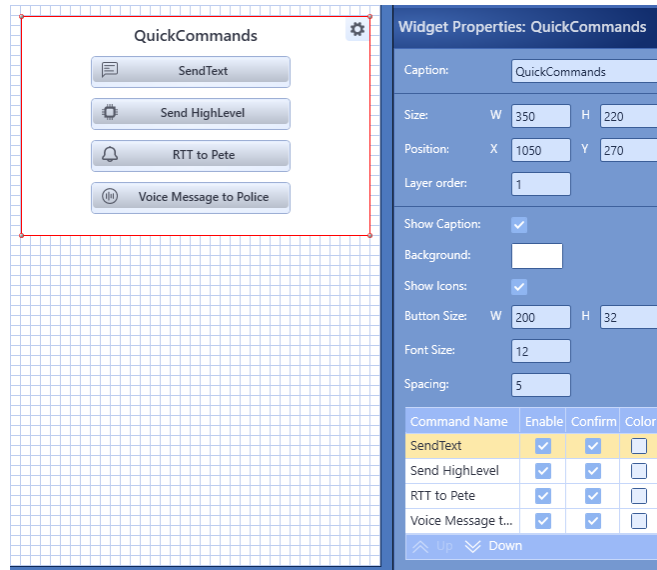 QuickCommands
SendText
Send HighLevel
RTT to Pete
Voice Message to Police
Widget Properties: QuickCommands
Caption: QuickCommands
Size: W 350 H 220
Position: X 1050 Y 270
Layer order: 1
Show Caption:
Background:
Show Icons:
Button Size: W 200 H 32
Font Size: 12
Spacing: 5
Command Name Enable Confirm Color
SendText
Send HighLevel
RTT to Pete
Voice Message t...
Up Down